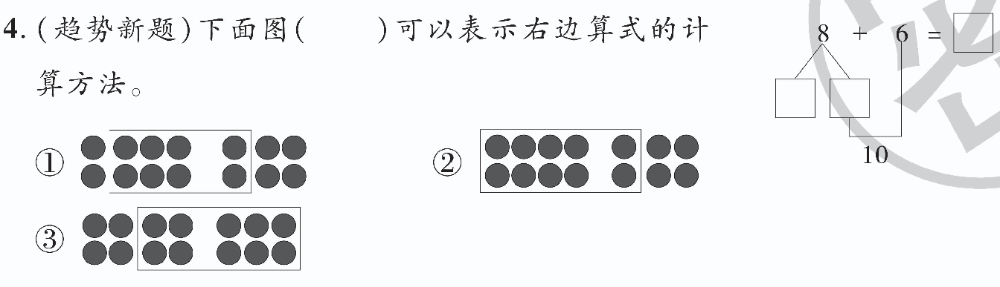 4. (趋势新题)下面图(　　)可以表示右边算式的计
算方法。
8 + 6 = □
10
①
②
③